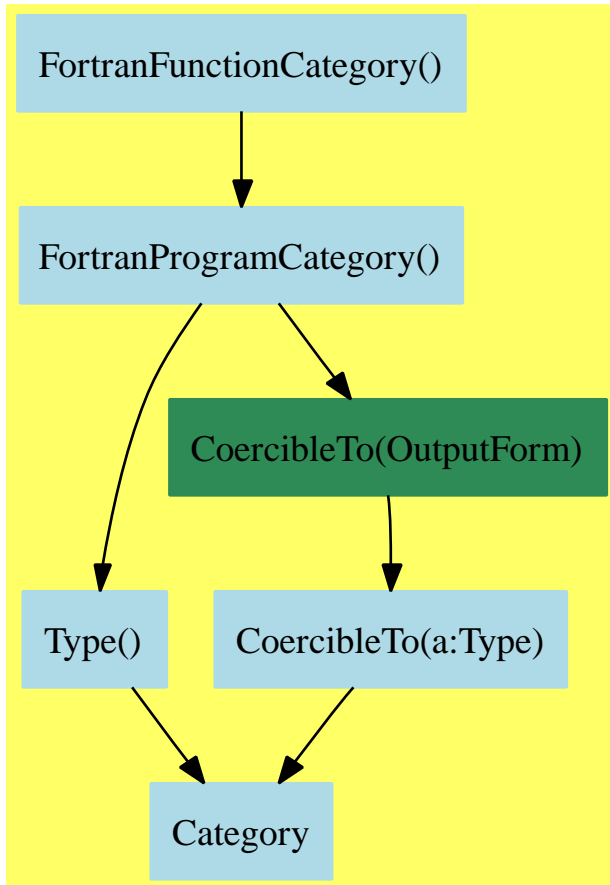 FortranFunctionCategory()
FortranProgramCategory()
CoercibleTo(OutputForm)
Type()
CoercibleTo(a:Type)
Category